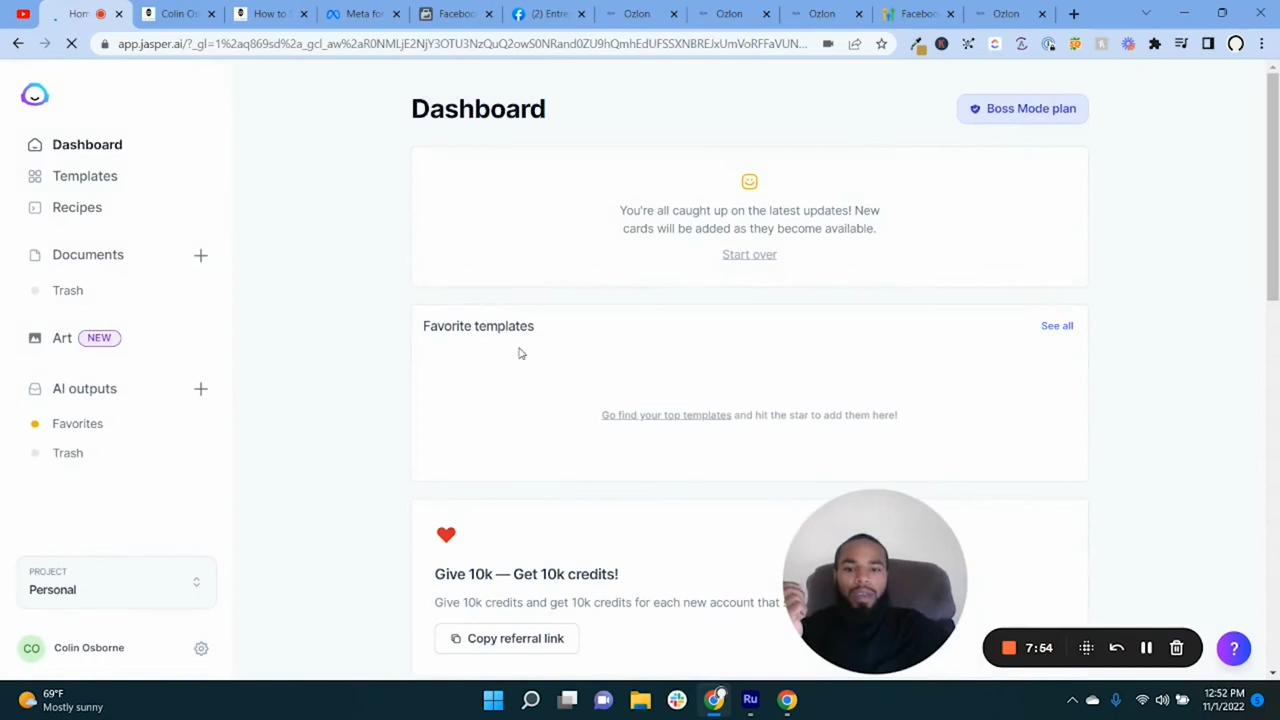 Hom
Colin Os
How to S
Meta for
Facebook
(2) Entre
Ozlon
Ozlon
Ozlon
Facebook
Ozlon
app.jasper.ai/?_gl=1%2aq869sd%2a_gcl_aw%2aR0NMLjE2NjY3OTU3NzQuQ2owS0NRand0ZU9hQmhEdUFSSXNBREJxUmVoRFFaVUN...
Dashboard
Boss Mode plan
Dashboard
Templates
Recipes
Documents
Trash
Art NEW
AI outputs
Favorites
Trash
You're all caught up on the latest updates! New
cards will be added as they become available.
Start over
Favorite templates
See all
Go find your top templates and hit the star to add them here!
Give 10k — Get 10k credits!
Give 10k credits and get 10k credits for each new account that
Copy referral link
PROJECT
Personal
CO
Colin Osborne
7:54
?
69°F
Mostly sunny
Ru
12:52 PM
11/1/2022
5